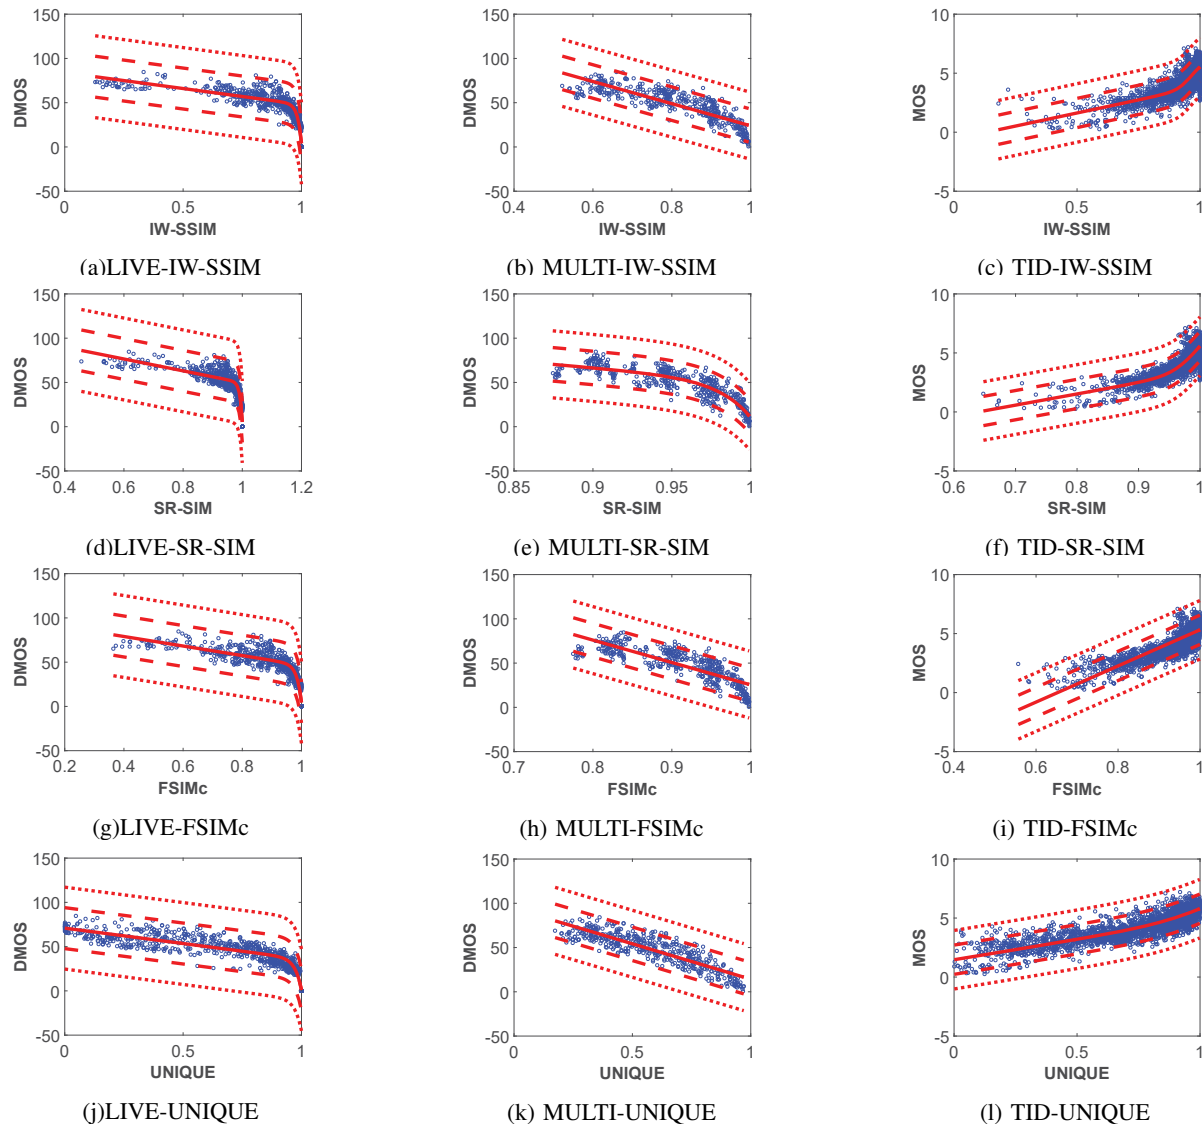 150
100
50
0
-50
DMOS
0 0.5 1
IW-SSIM
(a)LIVE-IW-SSIM
150
100
50
0
-50
DMOS
0.4 0.6 0.8 1
IW-SSIM
(b) MULTI-IW-SSIM
10
5
0
-5
MOS
0 0.5 1
IW-SSIM
(c) TID-IW-SSIM
150
100
50
0
-50
DMOS
0.4 0.6 0.8 1 1.2
SR-SIM
(d)LIVE-SR-SIM
150
100
50
0
-50
DMOS
0.85 0.9 0.95 1
SR-SIM
(e) MULTI-SR-SIM
10
5
0
-5
MOS
0.6 0.7 0.8 0.9 1
SR-SIM
(f) TID-SR-SIM
150
100
50
0
-50
DMOS
0.2 0.4 0.6 0.8 1
FSIMc
(g)LIVE-FSIMc
150
100
50
0
-50
DMOS
0.7 0.8 0.9 1
FSIMc
(h) MULTI-FSIMc
10
5
0
-5
MOS
0.4 0.6 0.8 1
FSIMc
(i) TID-FSIMc
150
100
50
0
-50
DMOS
0 0.5 1
UNIQUE
(j)LIVE-UNIQUE
150
100
50
0
-50
DMOS
0 0.5 1
UNIQUE
(k) MULTI-UNIQUE
10
5
0
-5
MOS
0 0.5 1
UNIQUE
(l) TID-UNIQUE